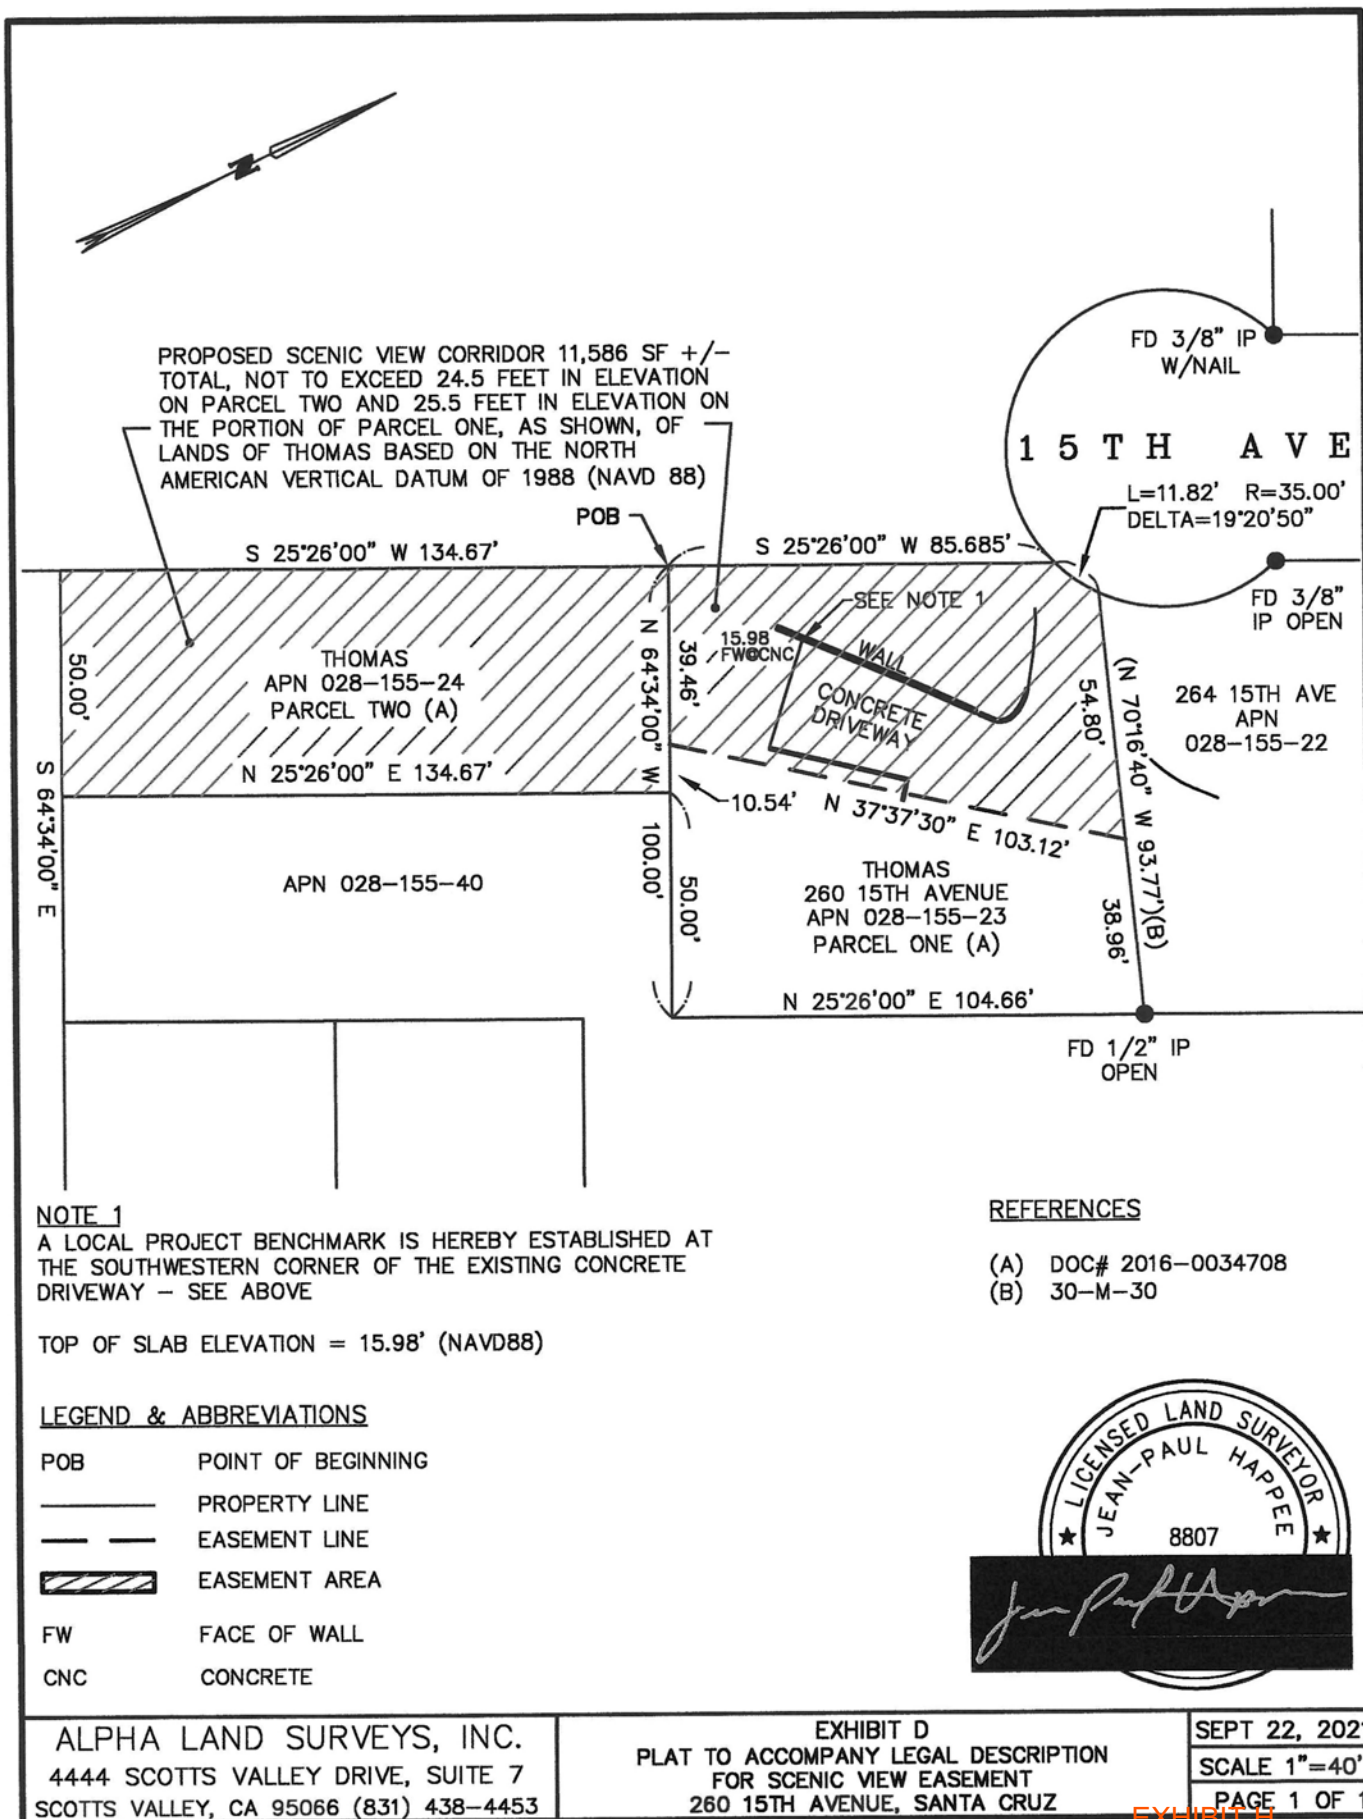 N
PROPOSED SCENIC VIEW CORRIDOR 11,586 SF +/-
TOTAL, NOT TO EXCEED 24.5 FEET IN ELEVATION
ON PARCEL TWO AND 25.5 FEET IN ELEVATION ON
THE PORTION OF PARCEL ONE, AS SHOWN, OF
LANDS OF THOMAS BASED ON THE NORTH
AMERICAN VERTICAL DATUM OF 1988 (NAVD 88)
FD 3/8" IP
W/NAIL
15TH AVE
L=11.82' R=35.00'
DELTA=19°20'50"
POB
S 25°26'00" W 134.67'
S 25°26'00" W 85.685'
FD 3/8"
IP OPEN
SEE NOTE 1
15.98
FW@CNC
WALL
CONCRETE
DRIVEWAY
50.00'
THOMAS
APN 028-155-24
PARCEL TWO (A)
N 25°26'00" E 134.67'
N 64°34'00" W 100.00'
39.46'
54.80'
(N 70°16'40" W 93.77')(B)
264 15TH AVE
APN
028-155-22
10.54'
N 37°37'30" E 103.12'
S 64°34'00" E
APN 028-155-40
50.00'
THOMAS
260 15TH AVENUE
APN 028-155-23
PARCEL ONE (A)
38.96'
N 25°26'00" E 104.66'
FD 1/2" IP
OPEN
NOTE 1
A LOCAL PROJECT BENCHMARK IS HEREBY ESTABLISHED AT
THE SOUTHWESTERN CORNER OF THE EXISTING CONCRETE
DRIVEWAY - SEE ABOVE
TOP OF SLAB ELEVATION = 15.98' (NAVD88)
REFERENCES
(A) DOC# 2016-0034708
(B) 30-M-30
LEGEND & ABBREVIATIONS
POB POINT OF BEGINNING
PROPERTY LINE
EASEMENT LINE
EASEMENT AREA
FW FACE OF WALL
CNC CONCRETE
LICENSED LAND SURVEYOR
JEAN-PAUL HAPPEE
8807
ALPHA LAND SURVEYS, INC.
4444 SCOTTS VALLEY DRIVE, SUITE 7
SCOTTS VALLEY, CA 95066 (831) 438-4453
EXHIBIT D
PLAT TO ACCOMPANY LEGAL DESCRIPTION
FOR SCENIC VIEW EASEMENT
260 15TH AVENUE, SANTA CRUZ
SEPT 22,
SCALE 1"=40'
PAGE 1 OF 1
EXHIBIT H